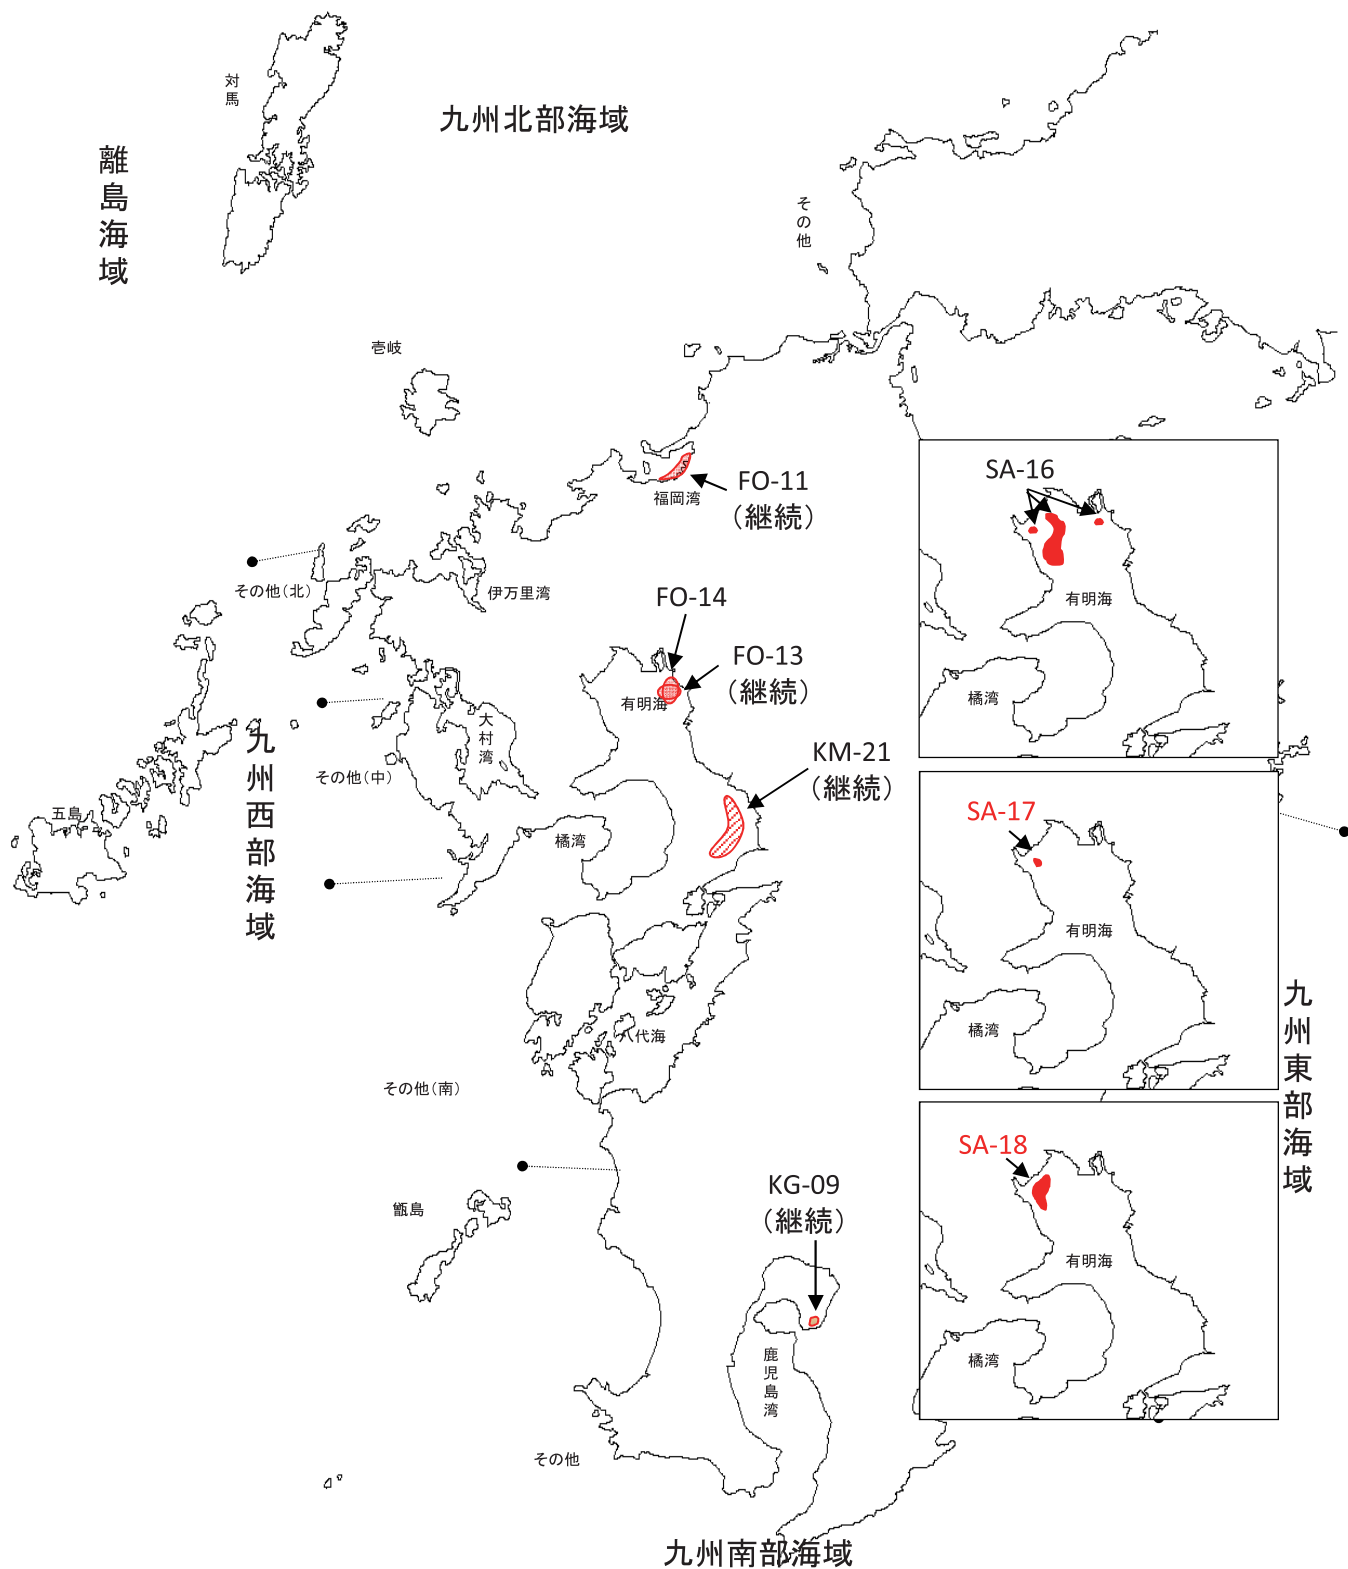 対馬
九州北部海域
離島海域
その他
壱岐
FO-11
（継続）
福岡湾
SA-16
有明海
橘湾
その他（北）
伊万里湾
FO-14
FO-13
（継続）
有明海
大村湾
九州西部海域
その他（中）
KM-21
（継続）
五島
橘湾
SA-17
有明海
橘湾
九州東部海域
八代海
その他（南）
SA-18
有明海
橘湾
甑島
KG-09
（継続）
鹿児島湾
その他
九州南部海域